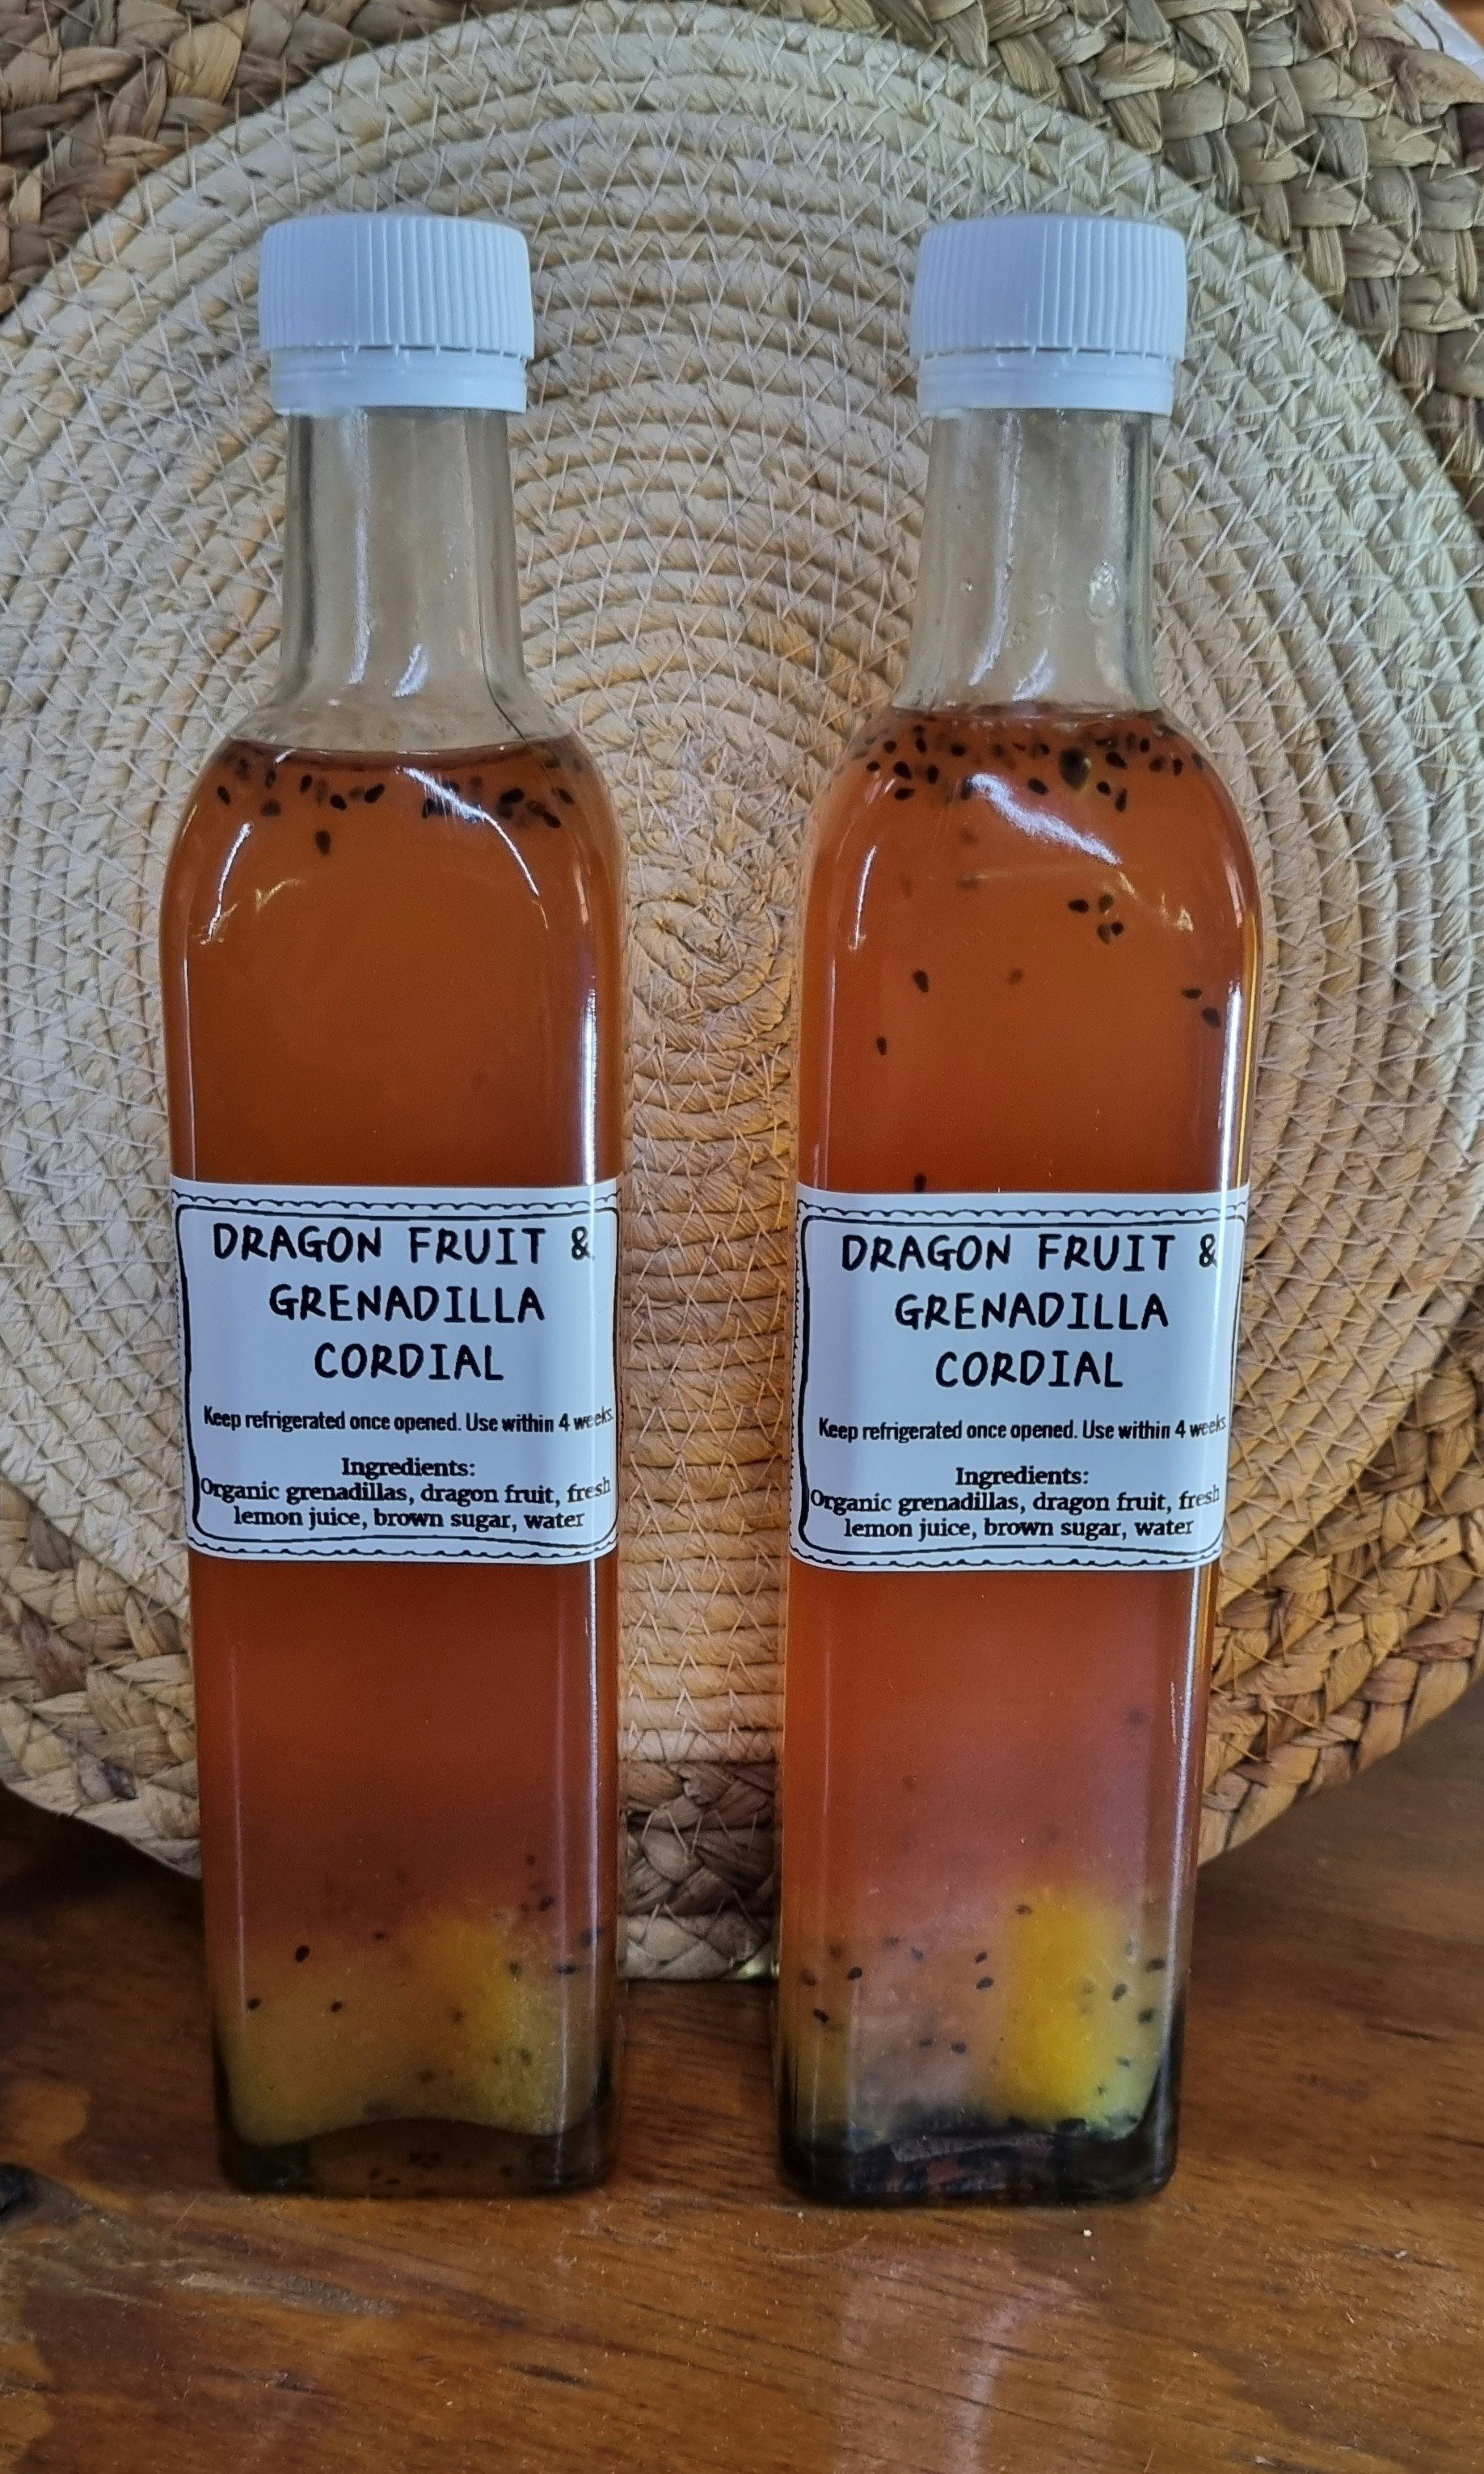 DRAGON FRUIT &
GRENADILLA
CORDIAL
Keep refrigerated once opened. Use within 4 weeks.
Ingredients:
Organic grenadillas, dragon fruit, fresh
lemon juice, brown sugar, water
DRAGON FRUIT &
GRENADILLA
CORDIAL
Keep refrigerated once opened. Use within 4 weeks
Ingredients:
Organic grenadillas, dragon fruit, fresh
lemon juice, brown sugar, water